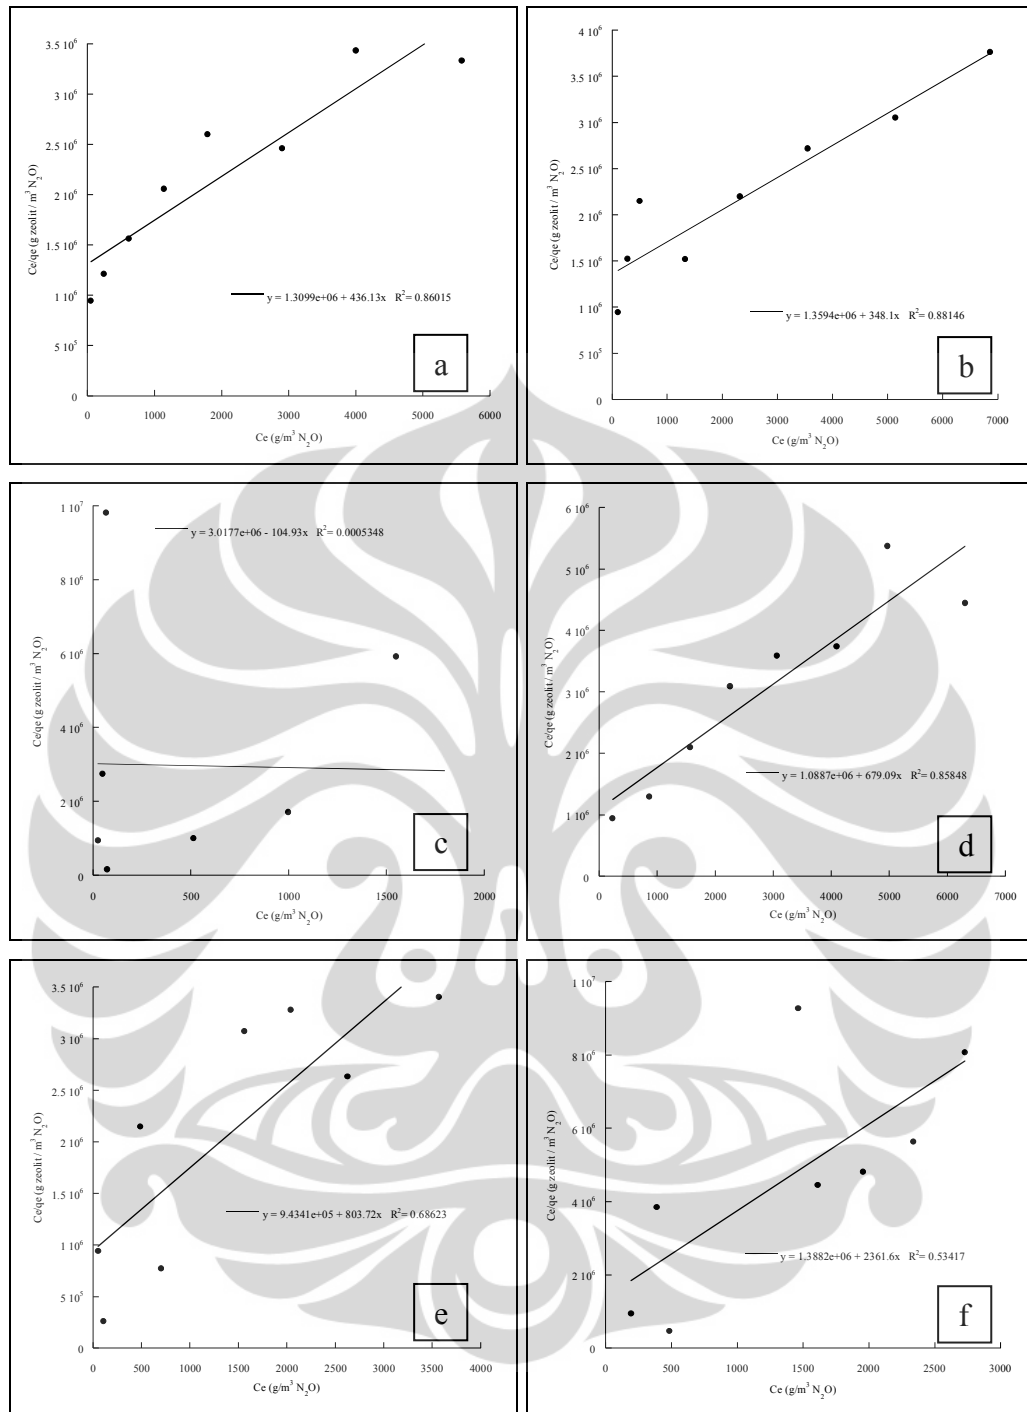 3.5 10⁶
3 10⁶
2.5 10⁶
2 10⁶
1.5 10⁶
1 10⁶
5 10⁵
0
Ce/qe (g zeolit / m³ N₂O)
y = 1.3099e+06 + 436.13x R²= 0.86015
a
0 1000 2000 3000 4000 5000 6000
Ce (g/m³ N₂O)
4 10⁶
3.5 10⁶
3 10⁶
2.5 10⁶
2 10⁶
1.5 10⁶
1 10⁶
5 10⁵
0
Ce/qe (g zeolit / m³ N₂O)
y = 1.3594e+06 + 348.1x R²= 0.88146
b
0 1000 2000 3000 4000 5000 6000 7000
Ce (g/m³ N₂O)
1 10⁷
8 10⁶
6 10⁶
4 10⁶
2 10⁶
0
Ce/qe (g zeolit / m³ N₂O)
y = 3.0177e+06 - 104.93x R²= 0.0005348
c
0 500 1000 1500 2000
Ce (g/m³ N₂O)
6 10⁶
5 10⁶
4 10⁶
3 10⁶
2 10⁶
1 10⁶
0
Ce/qe (g zeolit / m³ N₂O)
y = 1.0887e+06 + 679.09x R²= 0.85848
d
0 1000 2000 3000 4000 5000 6000 7000
Ce (g/m³ N₂O)
3.5 10⁶
3 10⁶
2.5 10⁶
2 10⁶
1.5 10⁶
1 10⁶
5 10⁵
0
Ce/qe (g zeolit / m³ N₂O)
y = 9.4341e+05 + 803.72x R²= 0.68623
e
0 500 1000 1500 2000 2500 3000 3500 4000
Ce (g/m³ N₂O)
1 10⁷
8 10⁶
6 10⁶
4 10⁶
2 10⁶
0
Ce/qe (g zeolit / m³ N₂O)
y = 1.3882e+06 + 2361.6x R²= 0.53417
f
0 500 1000 1500 2000 2500 3000
Ce (g/m³ N₂O)